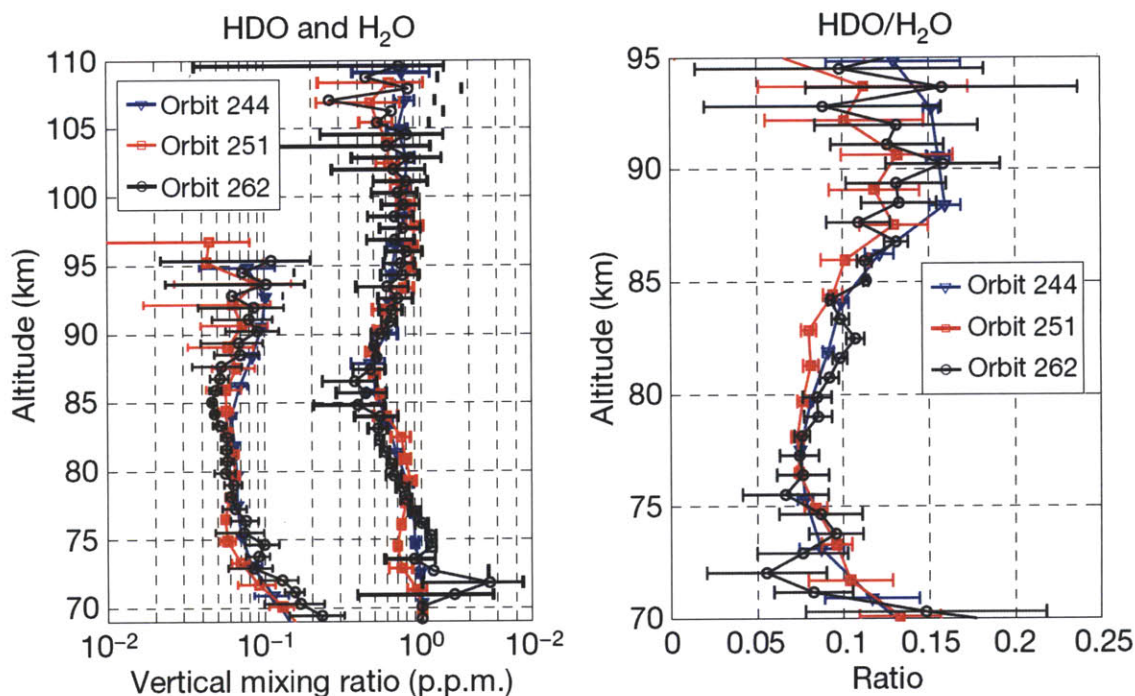 HDO and H₂O
110
105
100
95
90
85
80
75
70
Altitude (km)
Orbit 244
Orbit 251
Orbit 262
10⁻² 10⁻¹ 10⁰ 10⁻²
Vertical mixing ratio (p.p.m.)
HDO/H₂O
95
90
85
80
75
70
Altitude (km)
Orbit 244
Orbit 251
Orbit 262
0 0.05 0.1 0.15 0.2 0.25
Ratio